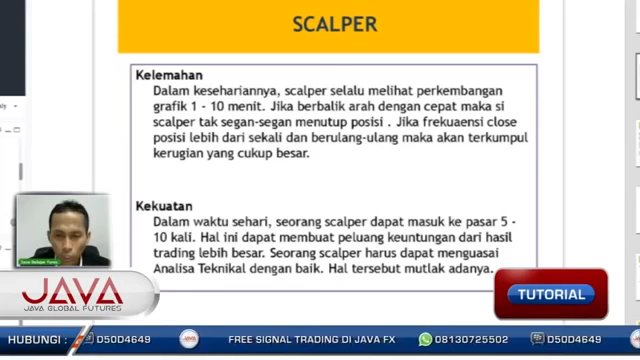 SCALPER
Kelemahan
Dalam kesehariannya, scalper selalu melihat perkembangan
grafik 1 - 10 menit. Jika berbalik arah dengan cepat maka si
scalper tak segan-segan menutup posisi . Jika frekuaensi close
posisi lebih dari sekali dan berulang-ulang maka akan terkumpul
kerugian yang cukup besar.
Kekuatan
Dalam waktu sehari, seorang scalper dapat masuk ke pasar 5 -
10 kali. Hal ini dapat membuat peluang keuntungan dari hasil
trading lebih besar. Seorang scalper harus dapat menguasai
Analisa Teknikal dengan baik. Hal tersebut mutlak adanya.
JAVA
JAVA GLOBAL FUTURES
TUTORIAL
HUBUNGI :
D50D4649
FREE SIGNAL TRADING DI JAVA FX
08130725502
D5OD4649